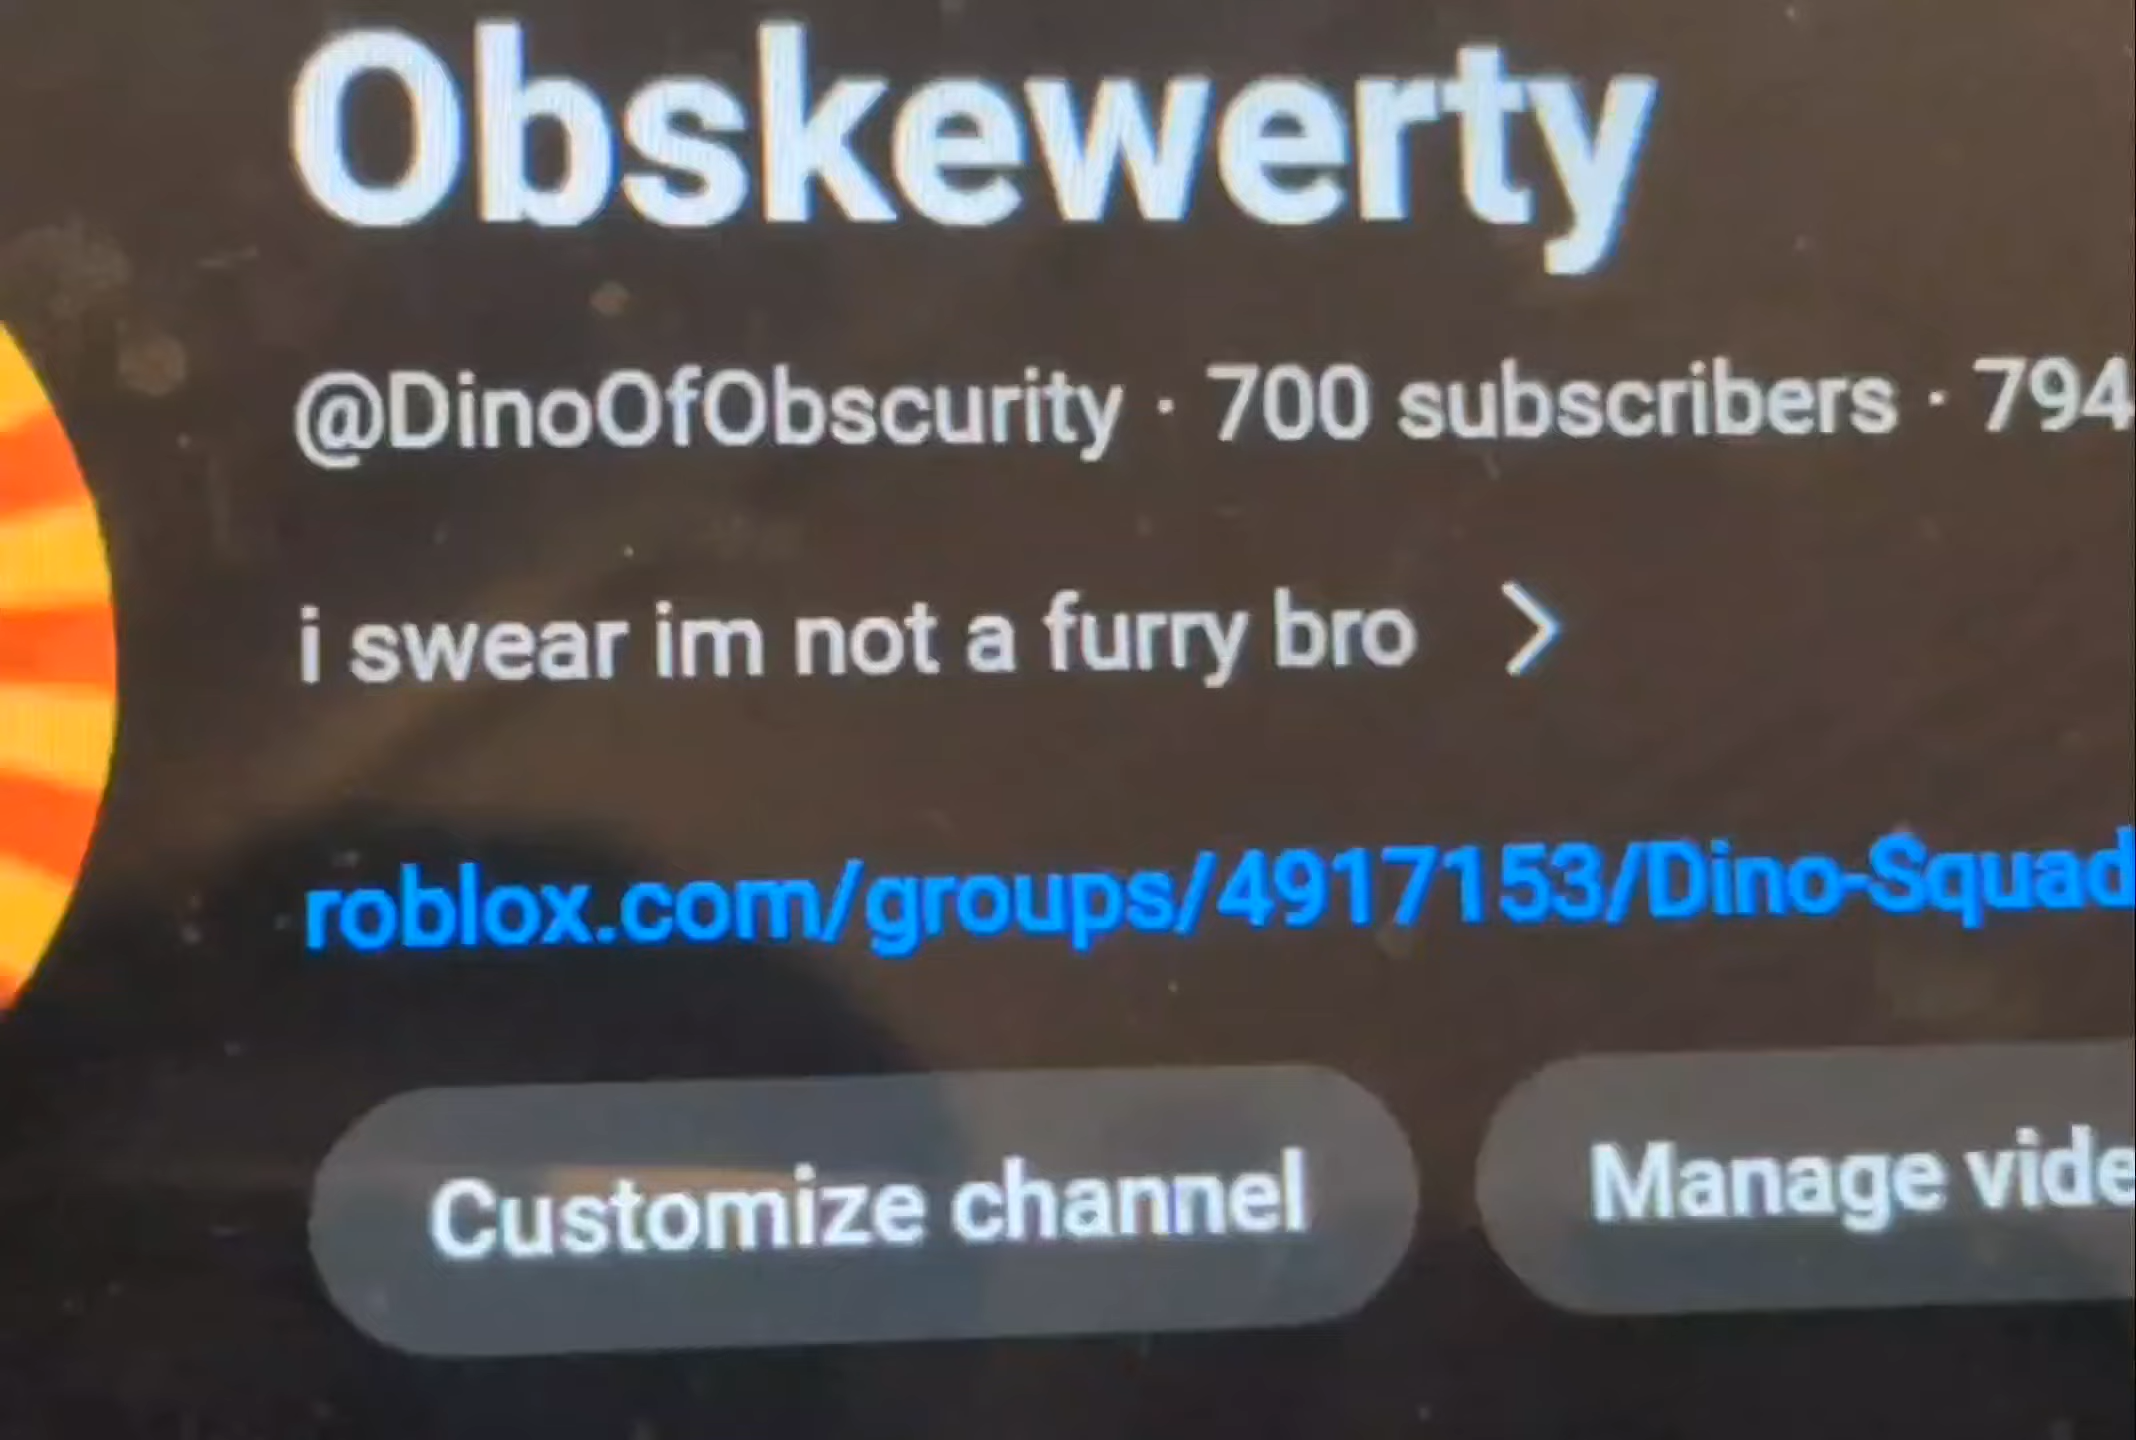 Obskewerty
@DinoOfObscurity · 700 subscribers · 794
i swear im not a furry bro >
roblox.com/groups/4917153/Dino-Squad
Customize channel
Manage vide